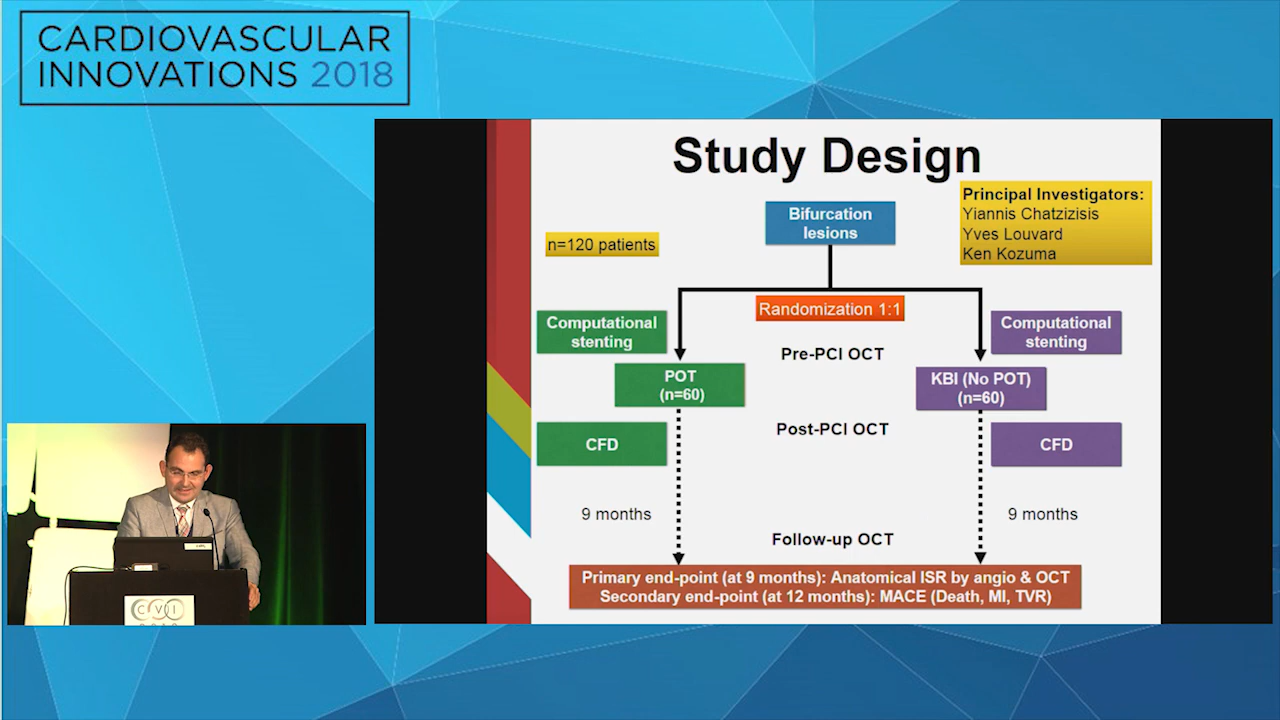 CARDIOVASCULAR
INNOVATIONS 2018
Study Design
Principal Investigators:
Yiannis Chatzizisis
Yves Louvard
Ken Kozuma
Bifurcation
lesions
n=120 patients
Randomization 1:1
Computational
stenting
Computational
stenting
Pre-PCI OCT
POT
(n=60)
KBI (No POT)
(n=60)
Post-PCI OCT
CFD
CFD
9 months
9 months
Follow-up OCT
Primary end-point (at 9 months): Anatomical ISR by angio & OCT
Secondary end-point (at 12 months): MACE (Death, MI, TVR)
CVI